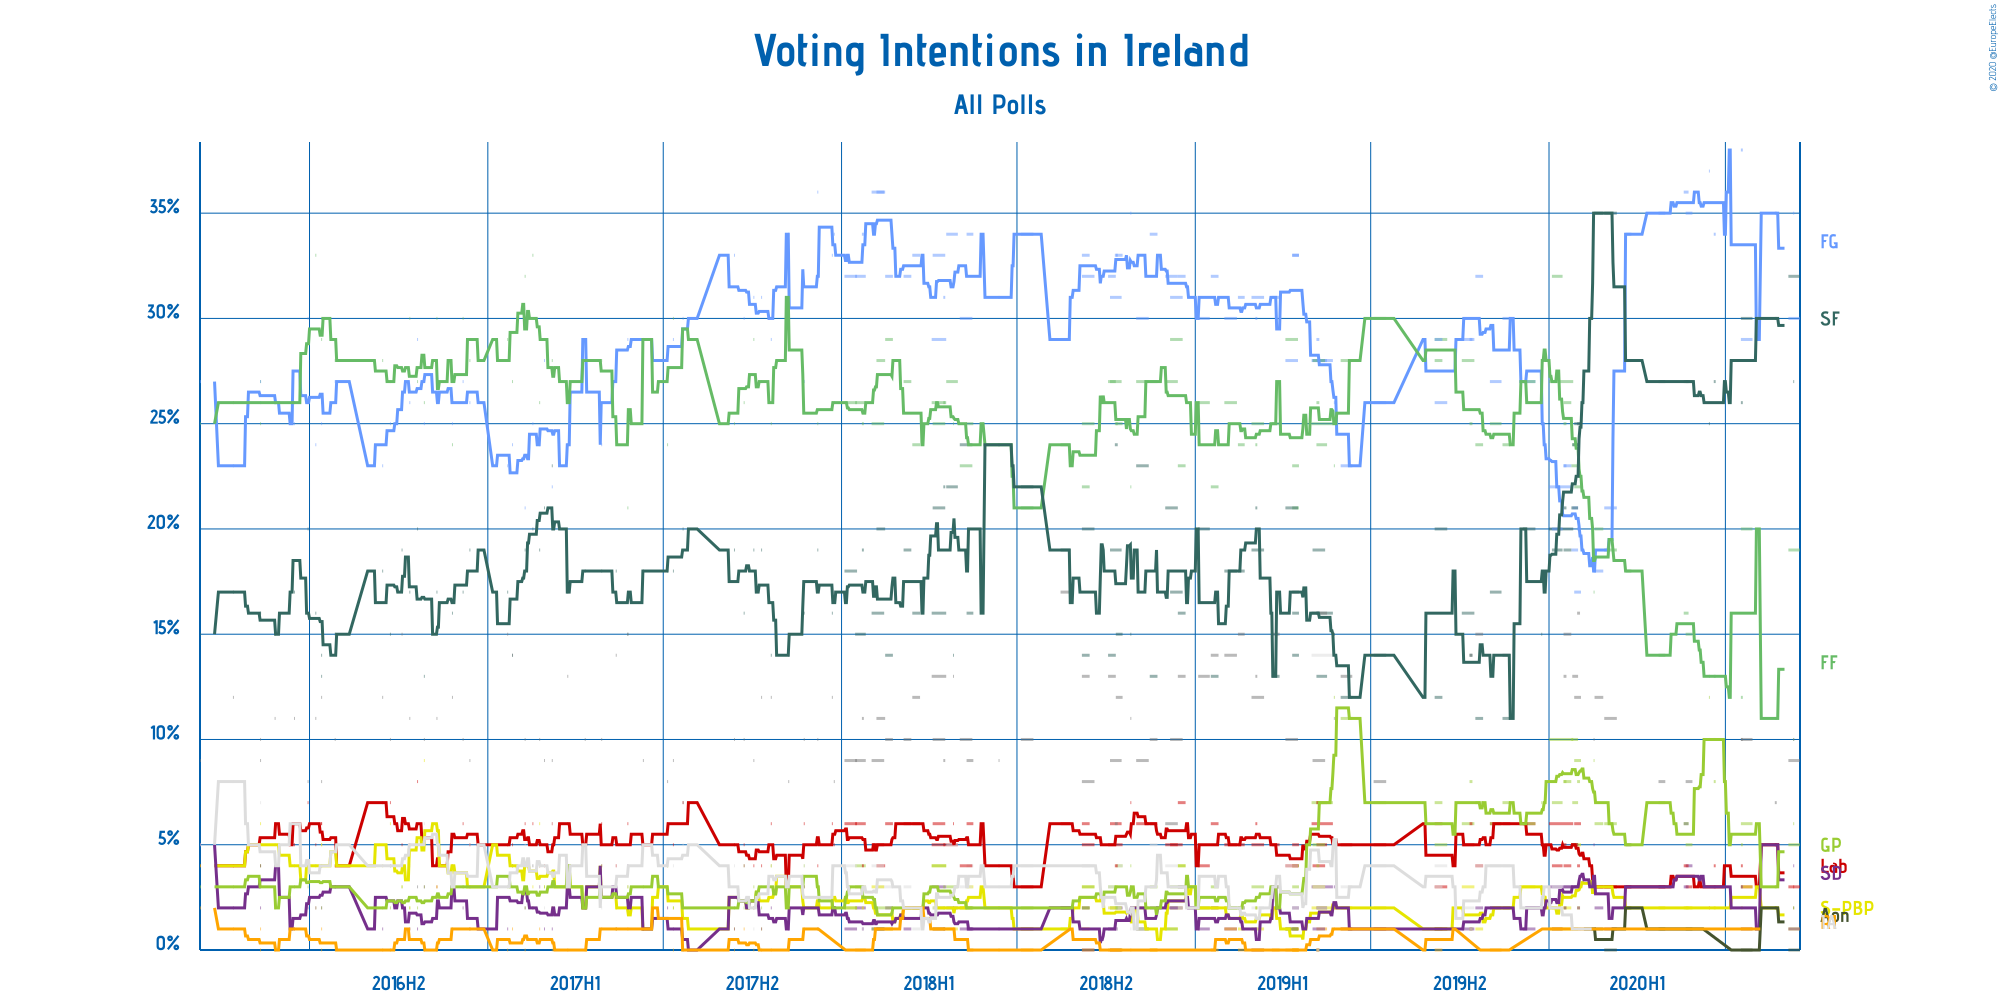 Voting Intentions in Ireland
All Polls
© 2020 @EuropeElects
35%
30%
25%
20%
15%
10%
5%
0%
FG
SF
FF
GP
Lab
SD
S-PBP
Aon
2016H2
2017H1
2017H2
2018H1
2018H2
2019H1
2019H2
2020H1